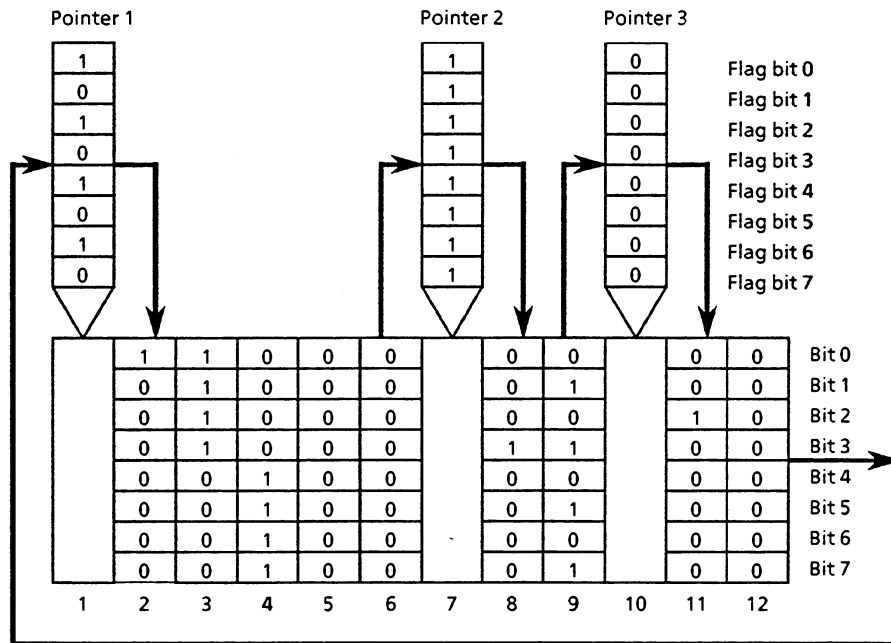 Pointer 1 Pointer 2 Pointer 3
1 1 0 Flag bit 0
0 1 0 Flag bit 1
1 1 0 Flag bit 2
0 1 0 Flag bit 3
1 1 0 Flag bit 4
0 1 0 Flag bit 5
1 1 0 Flag bit 6
0 1 0 Flag bit 7
1 1 0 0 0 0 0 0 0 Bit 0
0 1 0 0 0 0 1 0 0 Bit 1
0 1 0 0 0 0 0 1 0 Bit 2
0 1 0 0 0 1 1 0 0 Bit 3
0 0 1 0 0 0 0 0 0 Bit 4
0 0 1 0 0 0 1 0 0 Bit 5
0 0 1 0 0 0 0 0 0 Bit 6
0 0 1 0 0 0 1 0 0 Bit 7
1 2 3 4 5 6 7 8 9 10 11 12